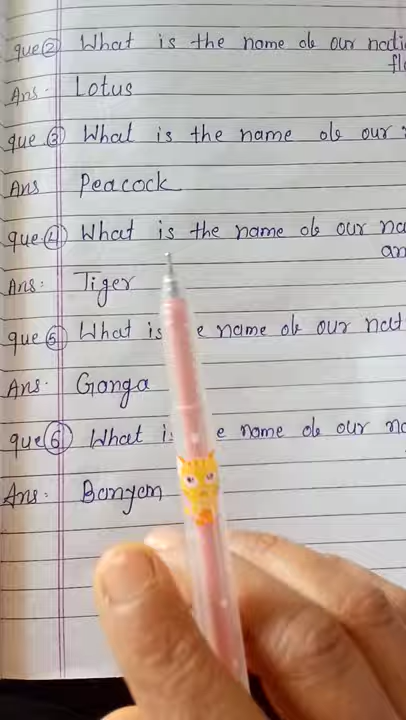 que② What is the name of our nati
fl
Ans. Lotus
que③ What is the name of our
Ans Peacock
que④ What is the name of our na
an
Ans: Tiger
que⑤ What is e name of our nat
Ans. Ganga
que⑥ What i e name of our na
Ans. Banyan